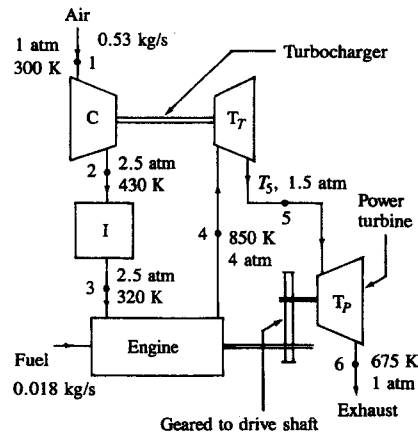 Air
1 atm
0.53 kg/s
300 K
1
Turbocharger
C
T_T
2
2.5 atm
430 K
T_5, 1.5 atm
Power
turbine
I
4
850 K
4 atm
5
3
2.5 atm
320 K
T_P
Engine
Fuel
0.018 kg/s
6
675 K
1 atm
Exhaust
Geared to drive shaft